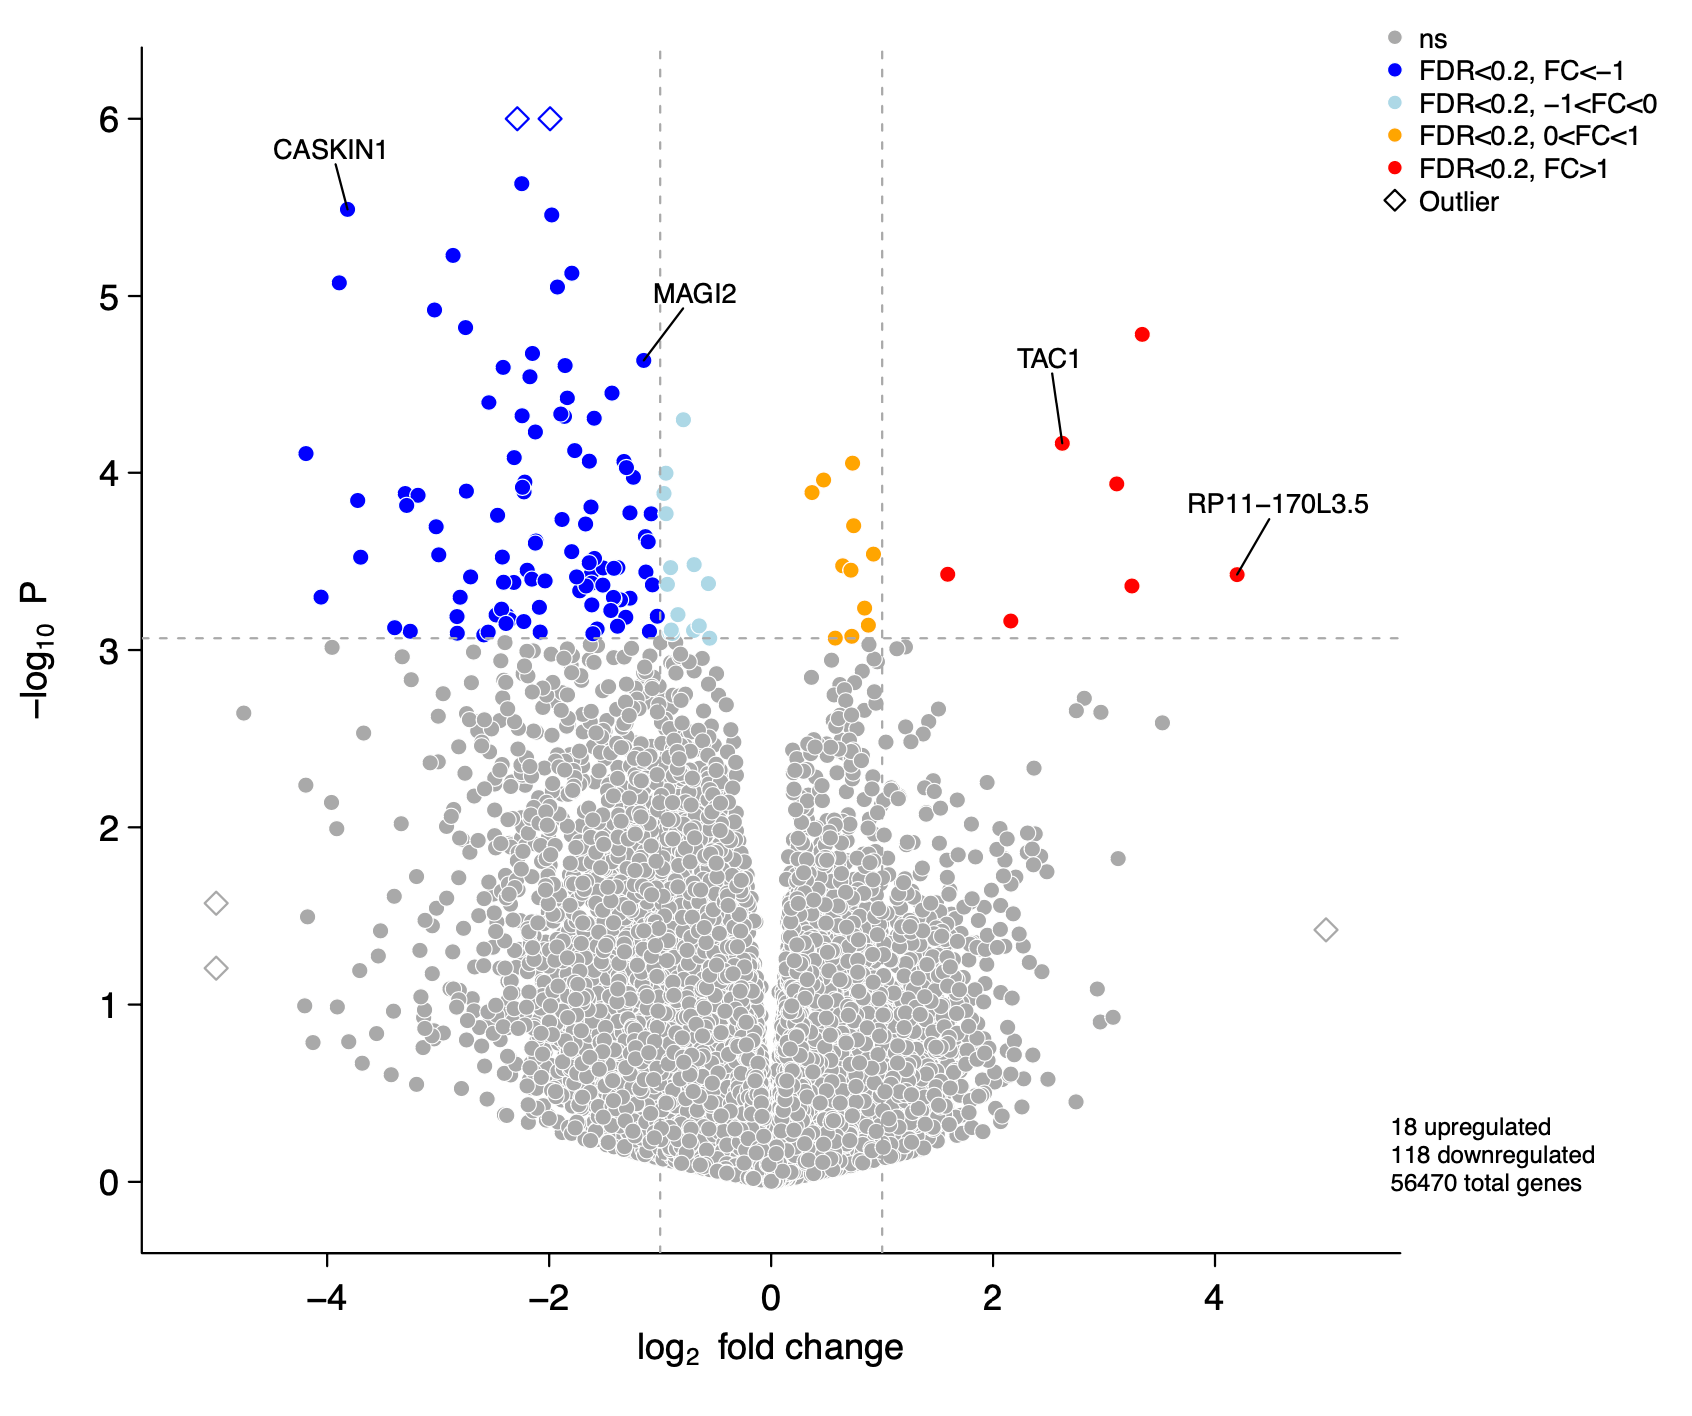 ns
FDR<0.2, FC<−1
FDR<0.2, −1<FC<0
FDR<0.2, 0<FC<1
FDR<0.2, FC>1
Outlier
CASKIN1
MAGI2
TAC1
RP11−170L3.5
6
5
4
3
2
1
0
−log₁₀ P
18 upregulated
118 downregulated
56470 total genes
−4 −2 0 2 4
log₂ fold change